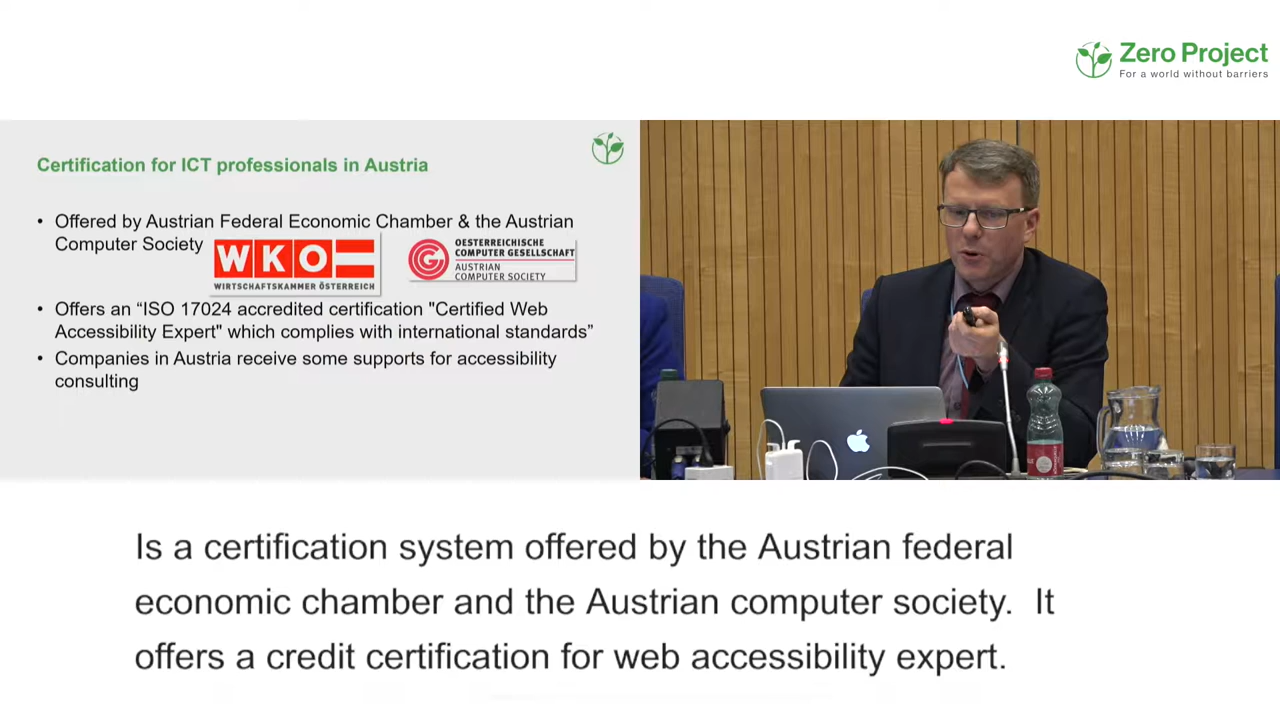 Zero Project
For a world without barriers
Certification for ICT professionals in Austria
• Offered by Austrian Federal Economic Chamber & the Austrian
Computer Society
WKO
WIRTSCHAFTSKAMMER ÖSTERREICH
OESTERREICHISCHE
COMPUTER GESELLSCHAFT
AUSTRIAN
COMPUTER SOCIETY
• Offers an “ISO 17024 accredited certification "Certified Web
Accessibility Expert" which complies with international standards”
• Companies in Austria receive some supports for accessibility
consulting
Is a certification system offered by the Austrian federal
economic chamber and the Austrian computer society.  It
offers a credit certification for web accessibility expert.